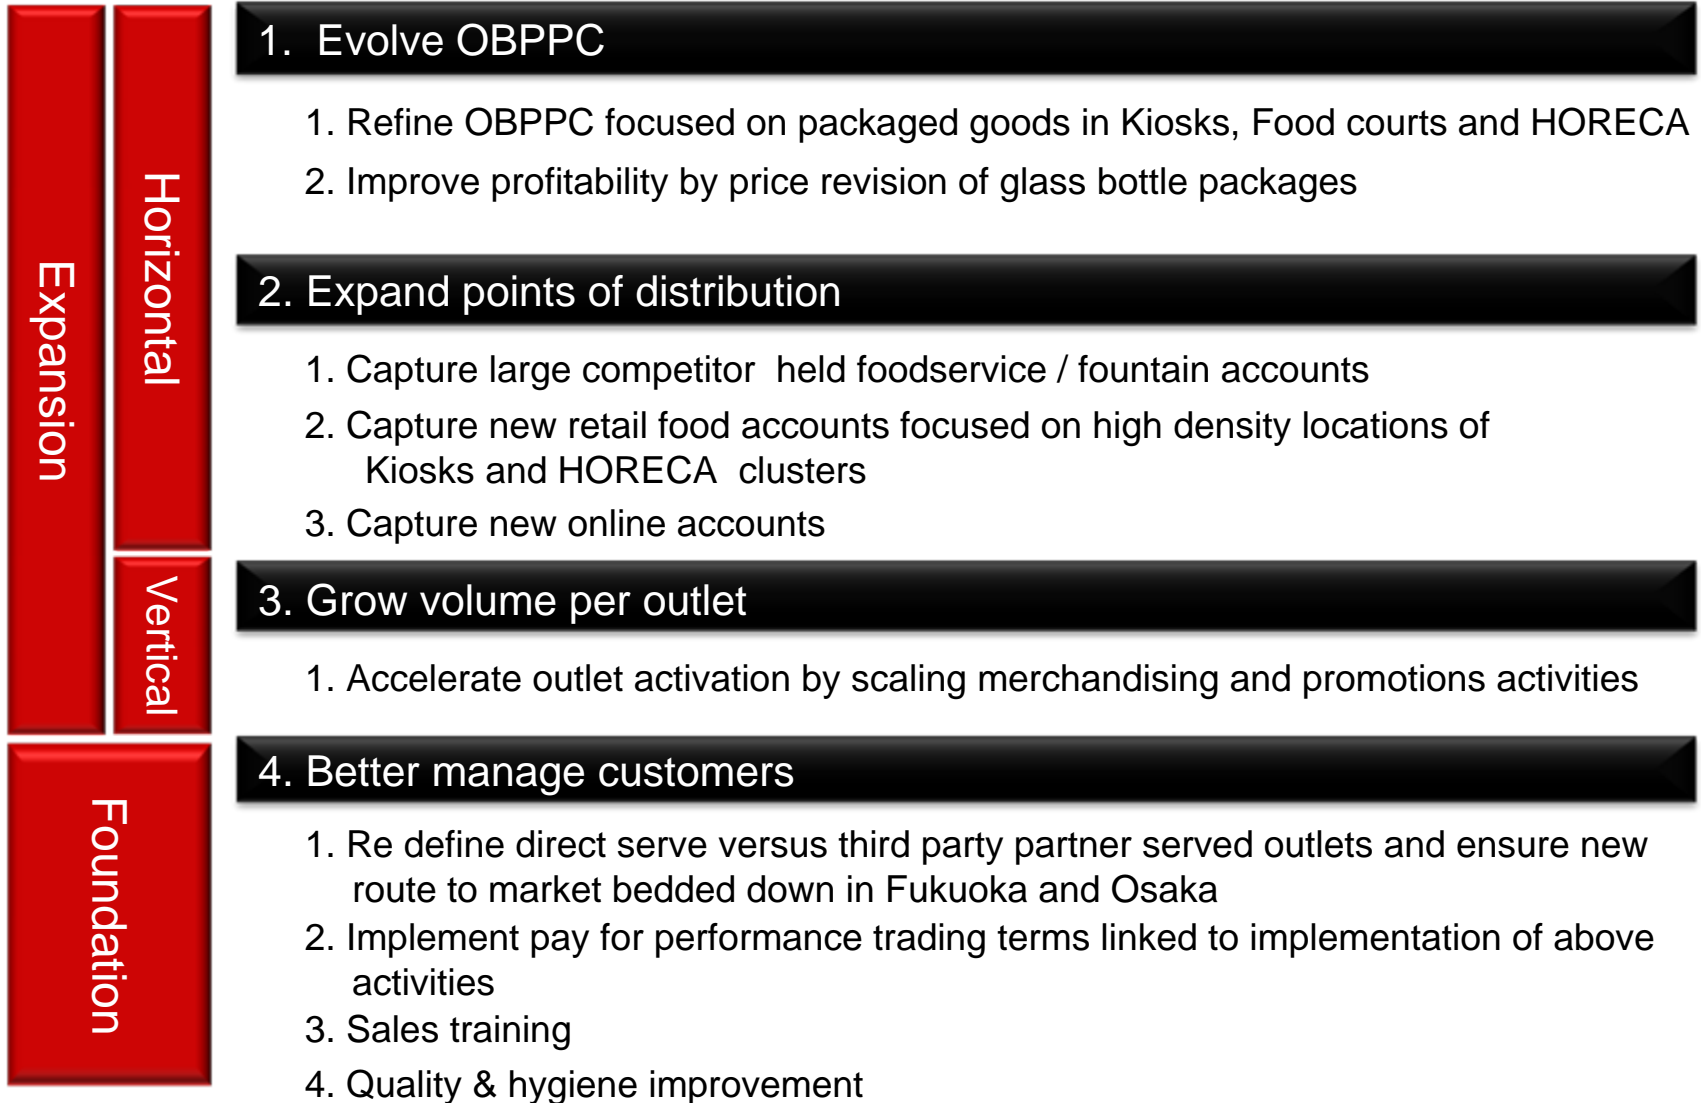 Expansion
Horizontal
1. Evolve OBPPC
1. Refine OBPPC focused on packaged goods in Kiosks, Food courts and HORECA
2. Improve profitability by price revision of glass bottle packages
2. Expand points of distribution
1. Capture large competitor held foodservice / fountain accounts
2. Capture new retail food accounts focused on high density locations of
Kiosks and HORECA clusters
3. Capture new online accounts
Vertical
3. Grow volume per outlet
1. Accelerate outlet activation by scaling merchandising and promotions activities
Foundation
4. Better manage customers
1. Re define direct serve versus third party partner served outlets and ensure new
route to market bedded down in Fukuoka and Osaka
2. Implement pay for performance trading terms linked to implementation of above
activities
3. Sales training
4. Quality & hygiene improvement